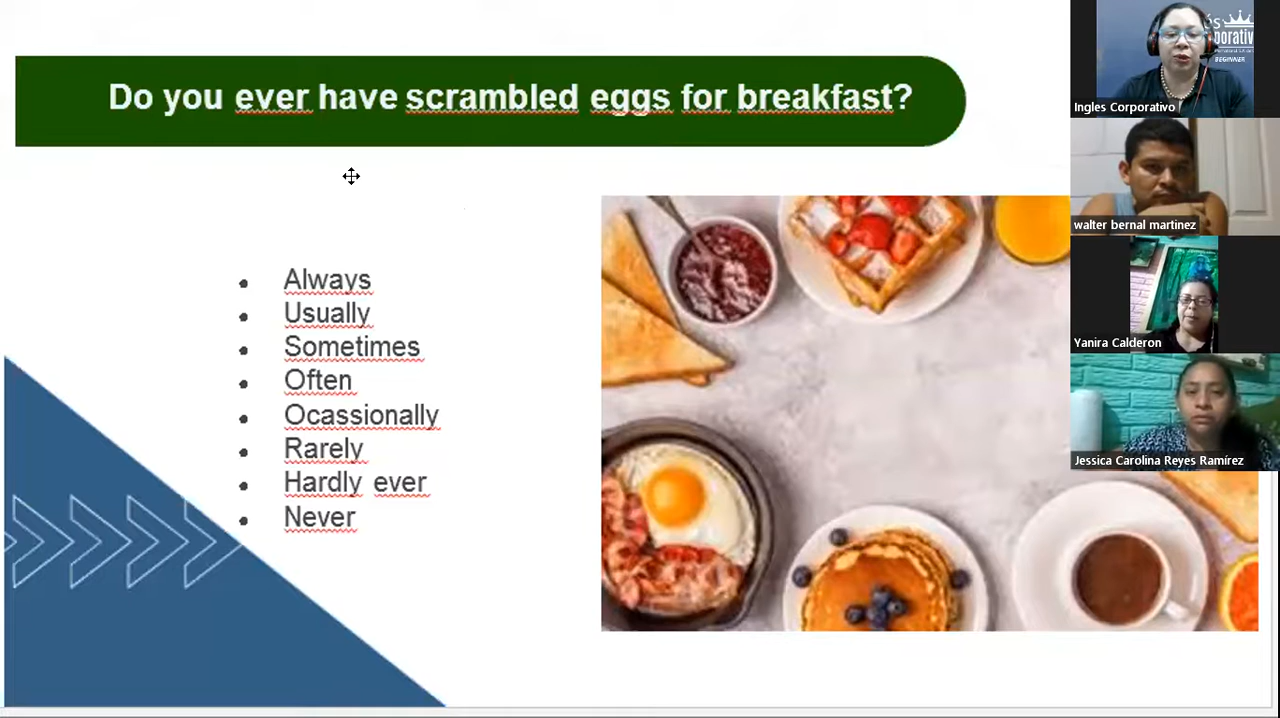 Do you ever have scrambled eggs for breakfast?
Always
Usually
Sometimes
Often
Ocassionally
Rarely
Hardly ever
Never
BEGINNER
Ingles Corporativo
walter bernal martinez
Yanira Calderon
Jessica Carolina Reyes Ramírez